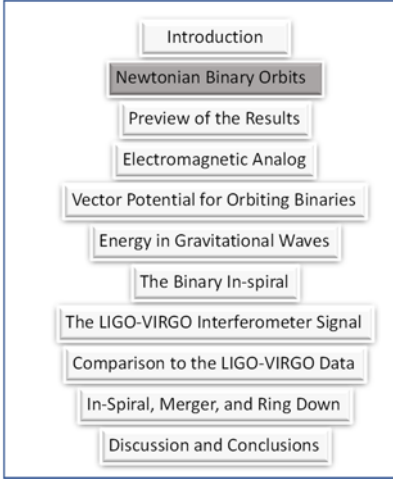 Introduction
Newtonian Binary Orbits
Preview of the Results
Electromagnetic Analog
Vector Potential for Orbiting Binaries
Energy in Gravitational Waves
The Binary In-spiral
The LIGO-VIRGO Interferometer Signal
Comparison to the LIGO-VIRGO Data
In-Spiral, Merger, and Ring Down
Discussion and Conclusions